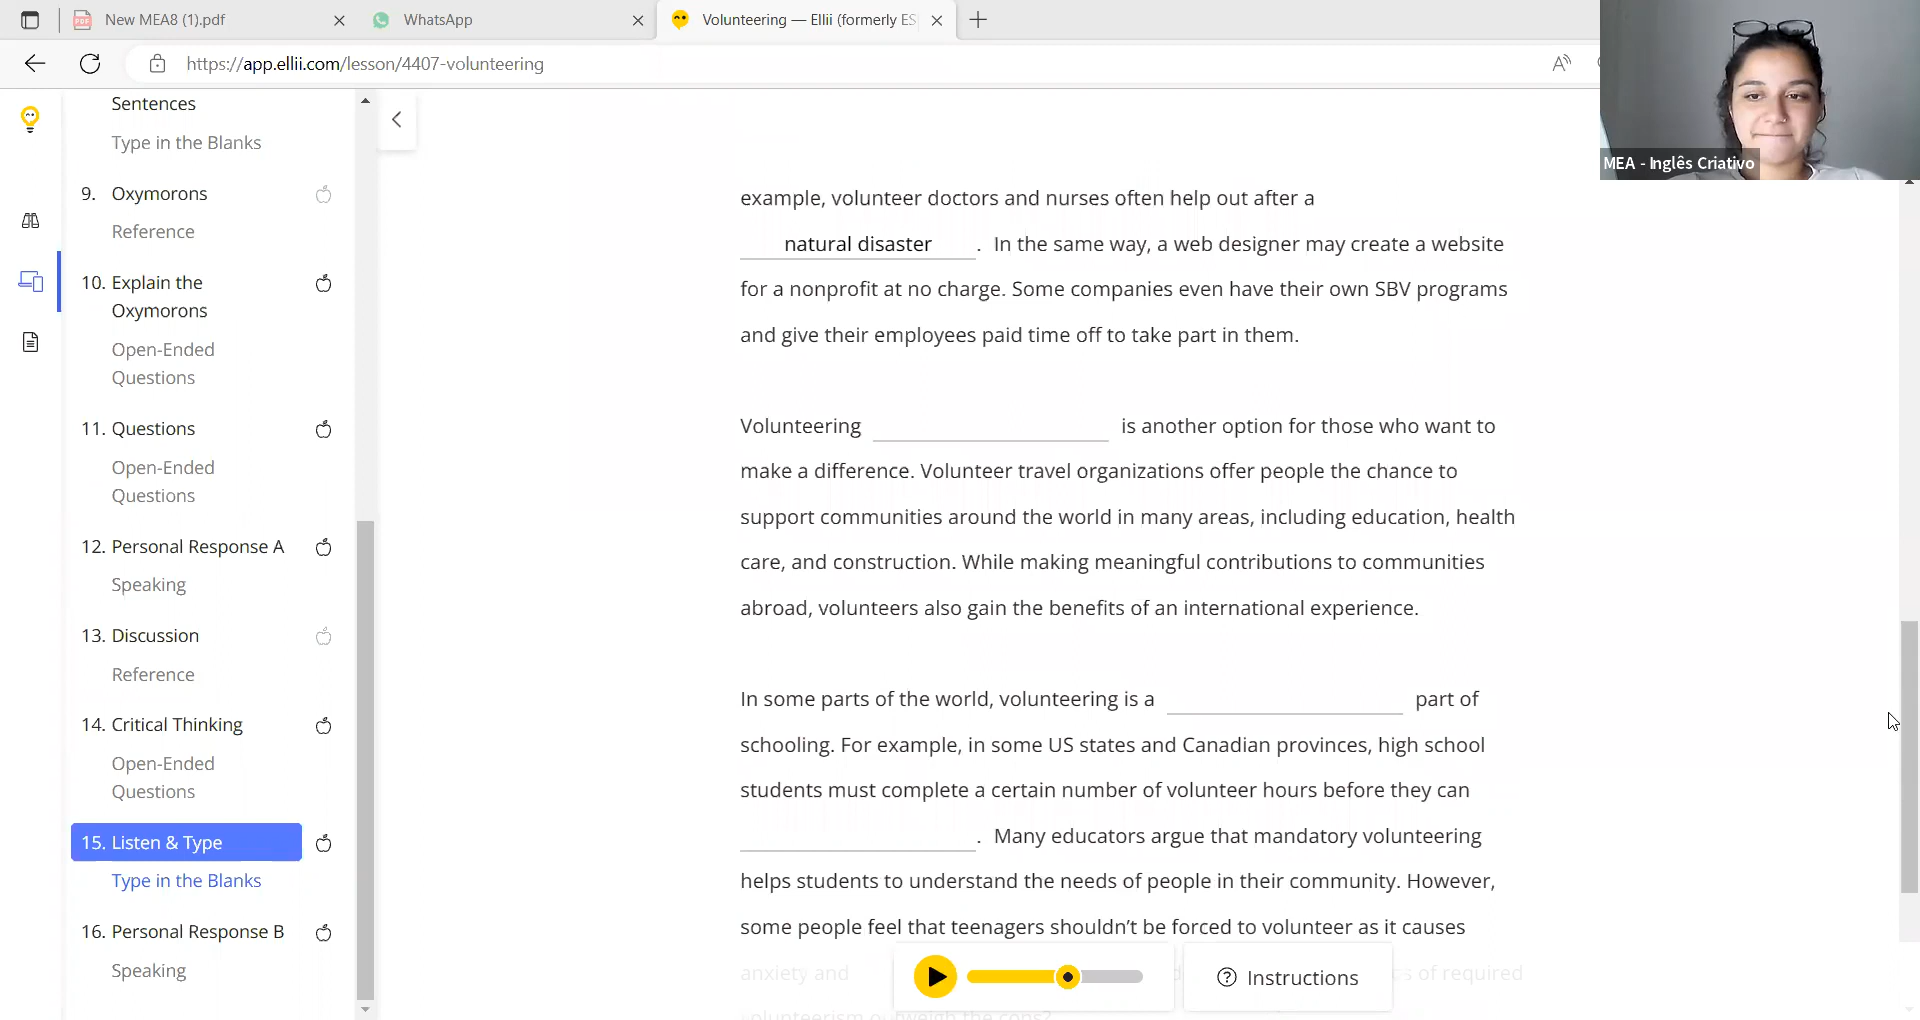 New MEA8 (1).pdf
WhatsApp
Volunteering — Ellii (formerly ES
https://app.ellii.com/lesson/4407-volunteering
MEA - Inglês Criativo
Sentences
Type in the Blanks
9. Oxymorons
Reference
10. Explain the
Oxymorons
Open-Ended
Questions
11. Questions
Open-Ended
Questions
12. Personal Response A
Speaking
13. Discussion
Reference
14. Critical Thinking
Open-Ended
Questions
15. Listen & Type
Type in the Blanks
16. Personal Response B
Speaking
example, volunteer doctors and nurses often help out after a
natural disaster . In the same way, a web designer may create a website
for a nonprofit at no charge. Some companies even have their own SBV programs
and give their employees paid time off to take part in them.
Volunteering is another option for those who want to
make a difference. Volunteer travel organizations offer people the chance to
support communities around the world in many areas, including education, health
care, and construction. While making meaningful contributions to communities
abroad, volunteers also gain the benefits of an international experience.
In some parts of the world, volunteering is a part of
schooling. For example, in some US states and Canadian provinces, high school
students must complete a certain number of volunteer hours before they can
. Many educators argue that mandatory volunteering
helps students to understand the needs of people in their community. However,
some people feel that teenagers shouldn't be forced to volunteer as it causes
anxiety and of required
Instructions